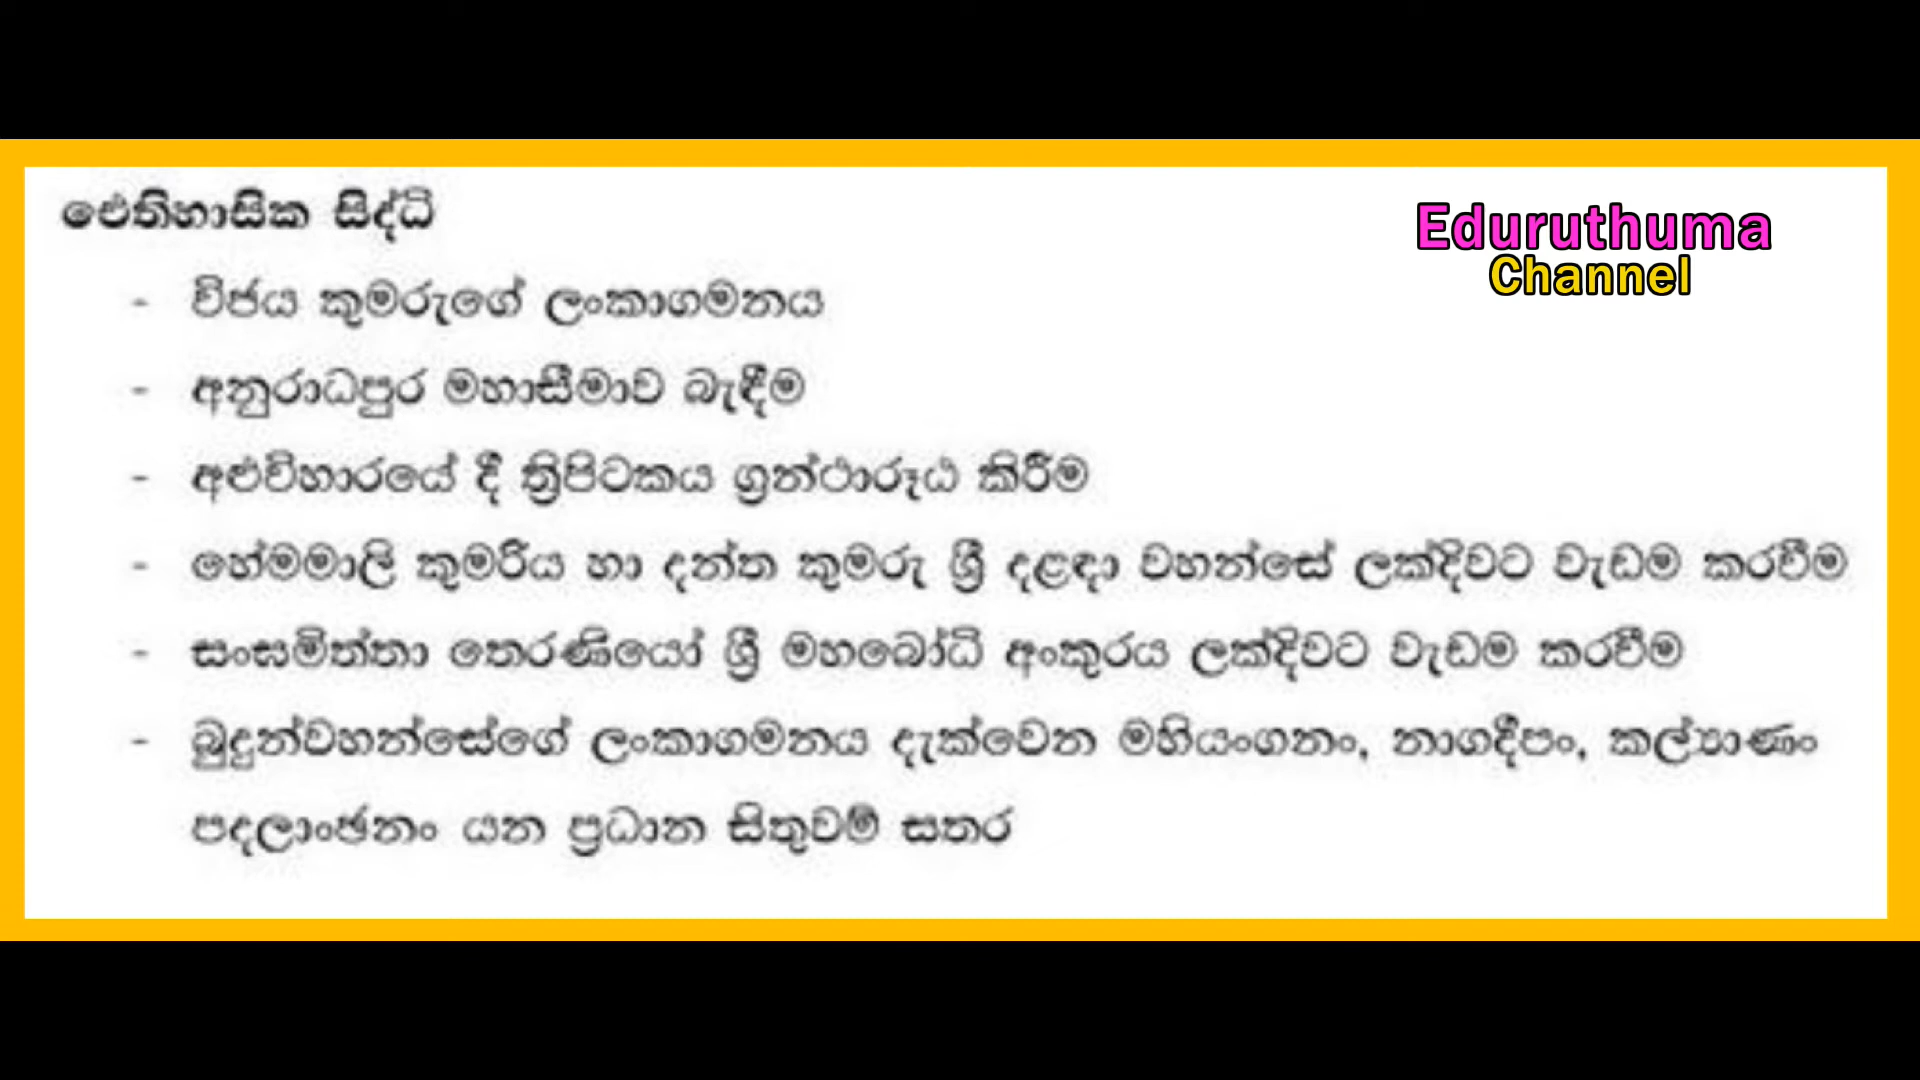 ඓතිහාසික සිද්ධි
Eduruthuma
Channel
- විජය කුමරුගේ ලංකාගමනය
- අනුරාධපුර මහාසීමාව බැඳීම
- අළුවිහාරයේ දී ත්‍රිපිටකය ග්‍රන්ථාරූඪ කිරීම
- හේමමාලි කුමරිය හා දන්ත කුමරු ශ්‍රී දළඳා වහන්සේ ලක්දිවට වැඩම කරවීම
- සංඝමිත්තා තෙරණියෝ ශ්‍රී මහබෝධි අංකුරය ලක්දිවට වැඩම කරවීම
- බුදුන්වහන්සේගේ ලංකාගමනය දැක්වෙන මහියංගනං, නාගදීපං, කල්‍යාණං
පදලාංඡනං යන ප්‍රධාන සිතුවම් සතර